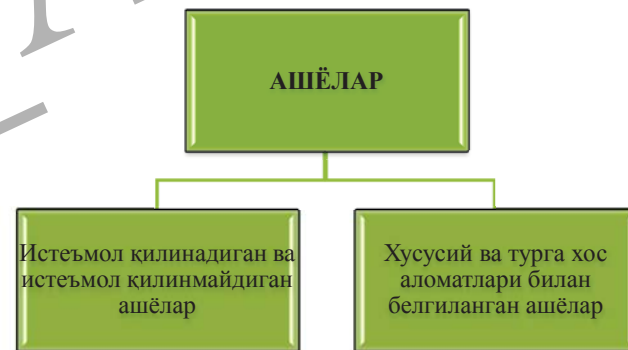 АШЁЛАР
Истеъмол қилинадиган ва
истеъмол қилинмайдиган
ашёлар
Хусусий ва турга хос
аломатлари билан
белгиланган ашёлар